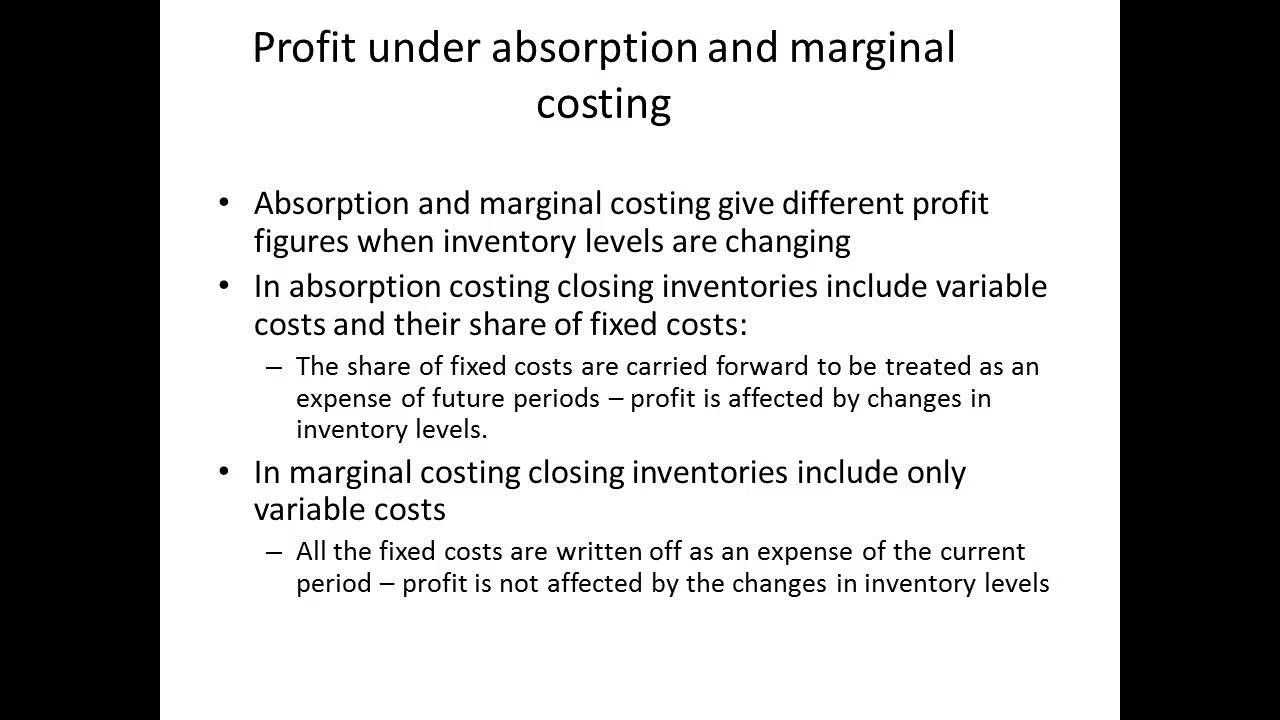 Profit under absorption and marginal
costing
• Absorption and marginal costing give different profit
figures when inventory levels are changing
• In absorption costing closing inventories include variable
costs and their share of fixed costs:
– The share of fixed costs are carried forward to be treated as an
expense of future periods – profit is affected by changes in
inventory levels.
• In marginal costing closing inventories include only
variable costs
– All the fixed costs are written off as an expense of the current
period – profit is not affected by the changes in inventory levels